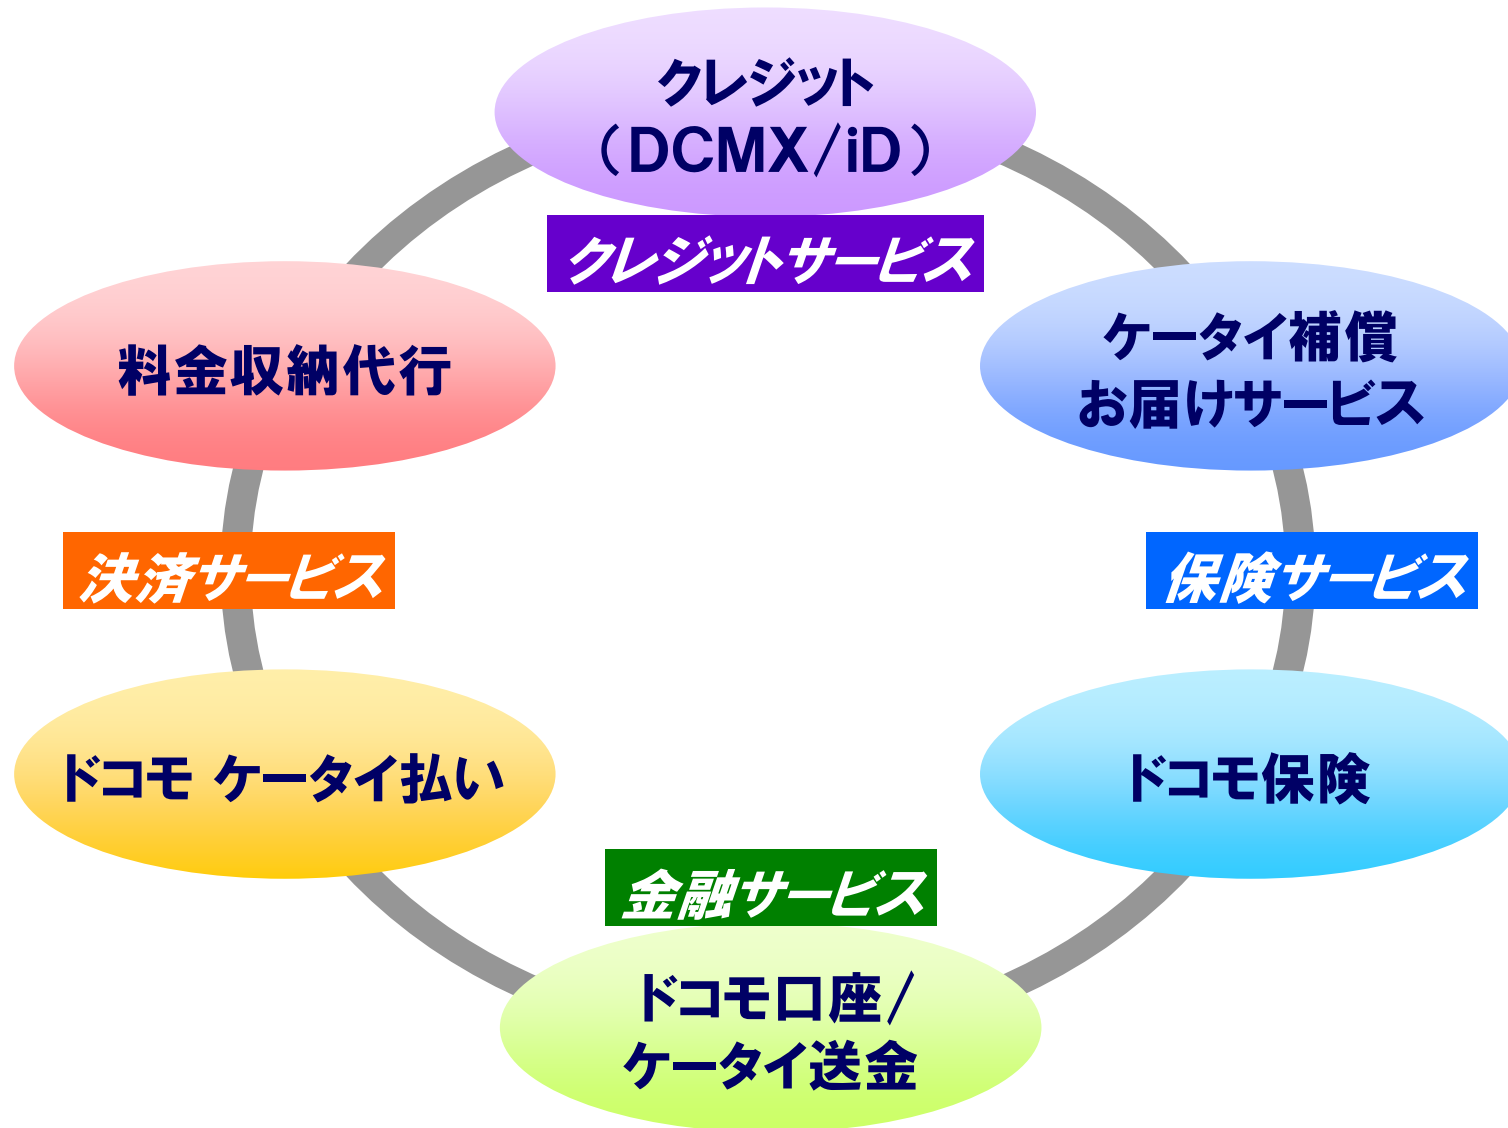 クレジット
（DCMX/iD）
クレジットサービス
料金収納代行
ケータイ補償
お届けサービス
決済サービス
保険サービス
ドコモ ケータイ払い
ドコモ保険
金融サービス
ドコモ口座/
ケータイ送金